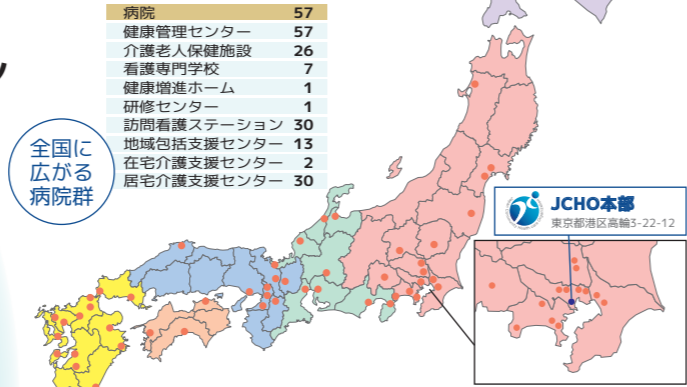 病院 57
健康管理センター 57
介護老人保健施設 26
看護専門学校 7
健康増進ホーム 1
研修センター 1
訪問看護ステーション 30
地域包括支援センター 13
在宅介護支援センター 2
居宅介護支援センター 30
全国に
広がる
病院群
JCHO本部
東京都港区高輪3-22-12